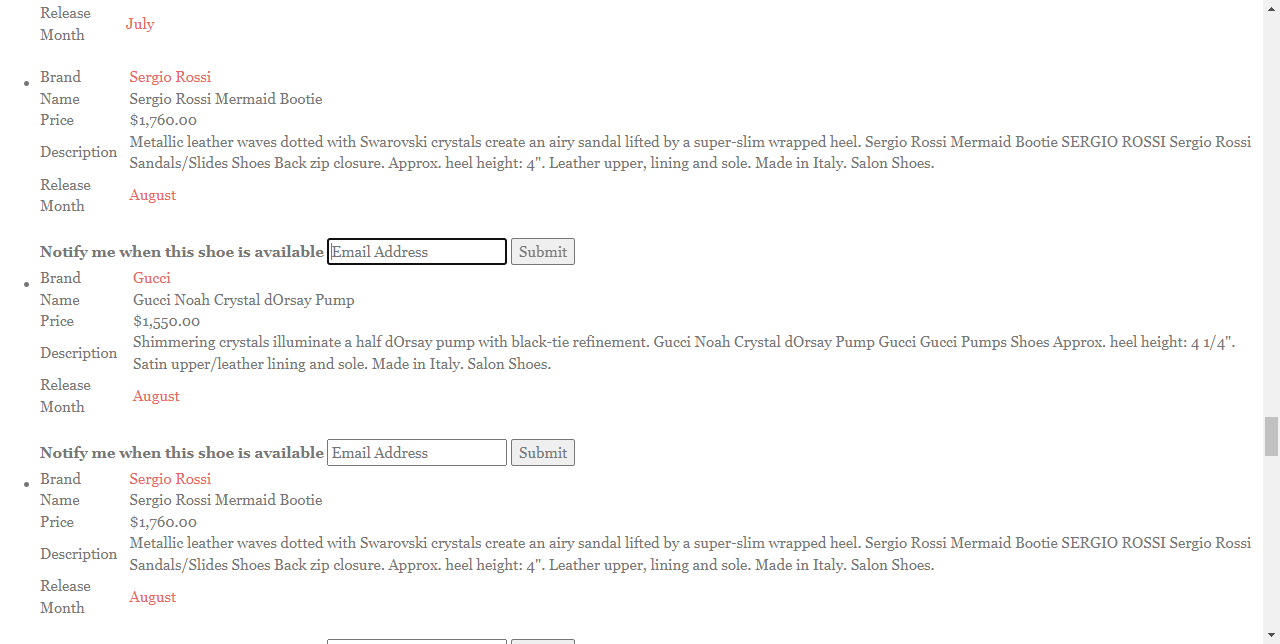 Release
Month
July
Brand
Sergio Rossi
Name
Sergio Rossi Mermaid Bootie
Price
$1,760.00
Description
Metallic leather waves dotted with Swarovski crystals create an airy sandal lifted by a super-slim wrapped heel. Sergio Rossi Mermaid Bootie SERGIO ROSSI Sergio Rossi
Sandals/Slides Shoes Back zip closure. Approx. heel height: 4". Leather upper, lining and sole. Made in Italy. Salon Shoes.
Release
Month
August
Notify me when this shoe is available Email Address Submit
Brand
Gucci
Name
Gucci Noah Crystal dOrsay Pump
Price
$1,550.00
Description
Shimmering crystals illuminate a half dOrsay pump with black-tie refinement. Gucci Noah Crystal dOrsay Pump Gucci Gucci Pumps Shoes Approx. heel height: 4 1/4".
Satin upper/leather lining and sole. Made in Italy. Salon Shoes.
Release
Month
August
Notify me when this shoe is available Email Address Submit
Brand
Sergio Rossi
Name
Sergio Rossi Mermaid Bootie
Price
$1,760.00
Description
Metallic leather waves dotted with Swarovski crystals create an airy sandal lifted by a super-slim wrapped heel. Sergio Rossi Mermaid Bootie SERGIO ROSSI Sergio Rossi
Sandals/Slides Shoes Back zip closure. Approx. heel height: 4". Leather upper, lining and sole. Made in Italy. Salon Shoes.
Release
Month
August